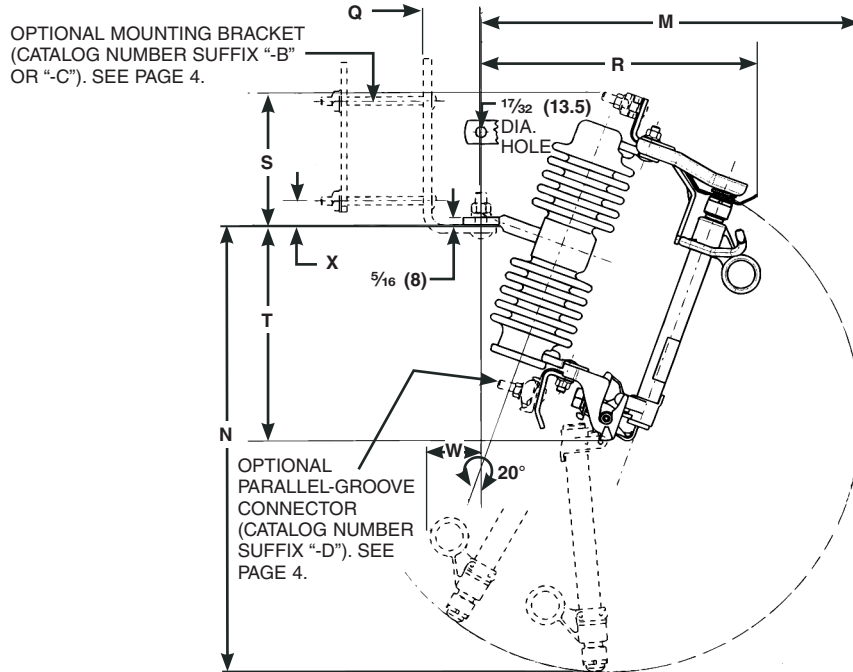 Q
M
OPTIONAL MOUNTING BRACKET
(CATALOG NUMBER SUFFIX “-B”
OR “-C”). SEE PAGE 4.
R
17/32 (13.5)
DIA.
HOLE
S
X
5/16 (8)
T
N
W
20°
OPTIONAL
PARALLEL-GROOVE
CONNECTOR
(CATALOG NUMBER
SUFFIX “-D”). SEE
PAGE 4.